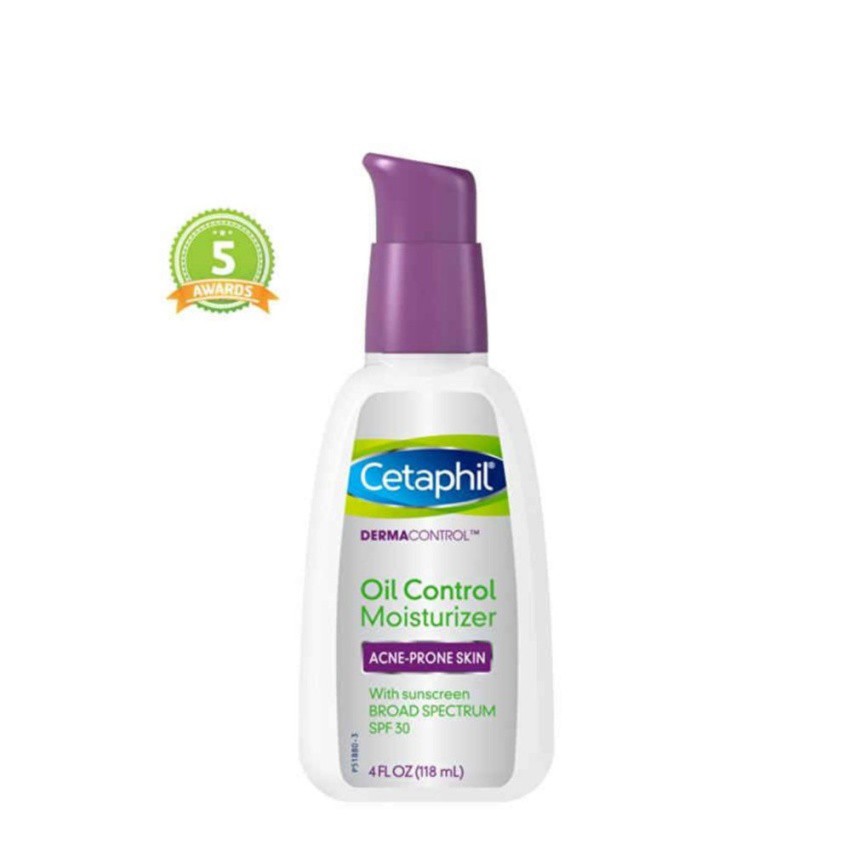 5
AWARDS
Cetaphil®
DERMACONTROL™
Oil Control
Moisturizer
ACNE-PRONE SKIN
With sunscreen
BROAD SPECTRUM
SPF 30
P51880-3
4 FL OZ (118 mL)